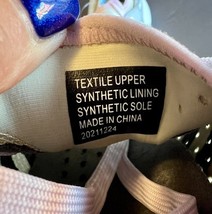 TEXTILE UPPER
SYNTHETIC LINING
SYNTHETIC SOLE
MADE IN CHINA
20211224